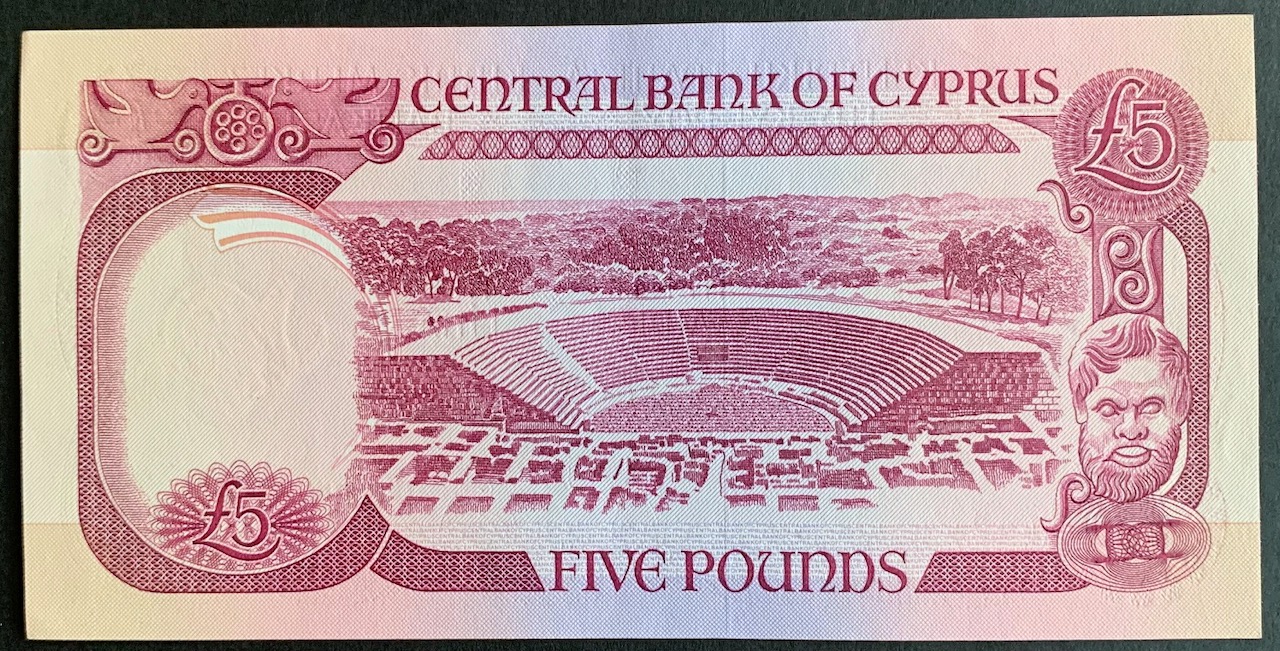 CENTRAL BANK OF CYPRUS
£5
£5
FIVE POUNDS